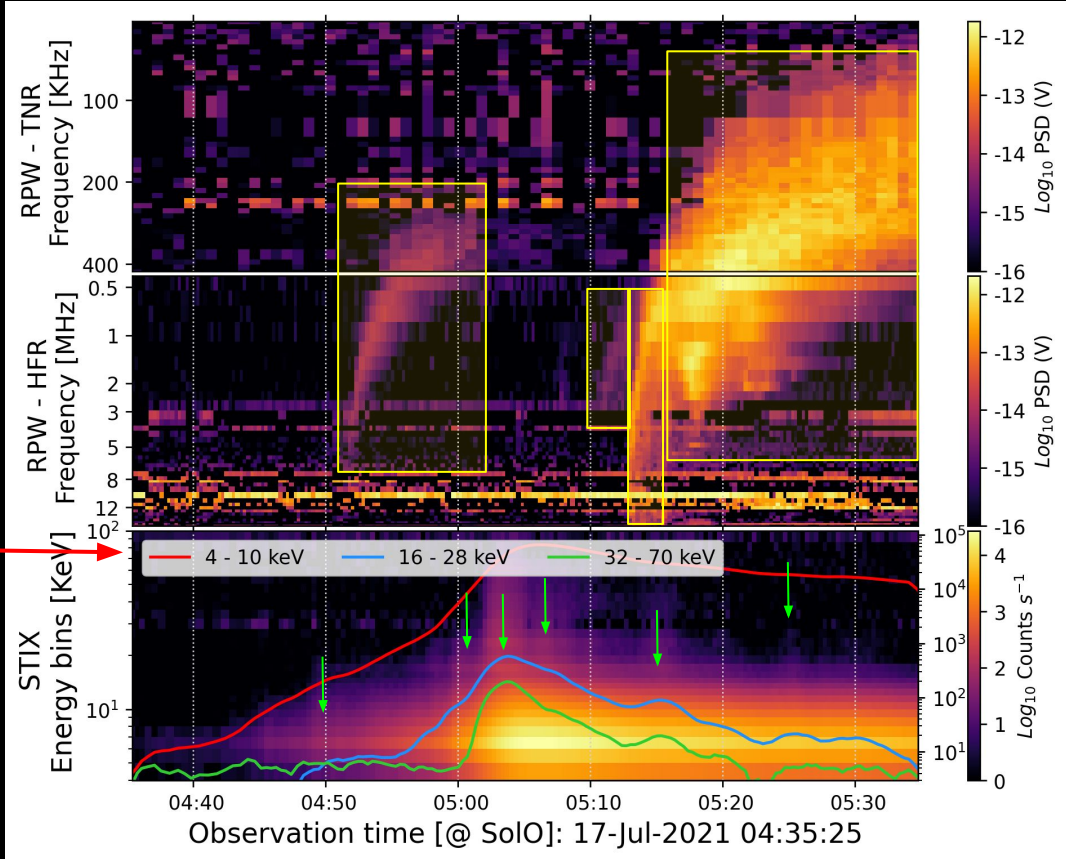 RPW - TNR
Frequency [KHz]
100
200
400
-12
-13
-14
-15
-16
Log₁₀ PSD (V)
RPW - HFR
Frequency [MHz]
0.5
1
2
3
5
8
12
-12
-13
-14
-15
-16
Log₁₀ PSD (V)
STIX
Energy bins [KeV]
10²
10¹
4 - 10 keV
16 - 28 keV
32 - 70 keV
10⁵
10⁴
10³
10²
10¹
4
3
2
1
0
Log₁₀ Counts s⁻¹
04:40
04:50
05:00
05:10
05:20
05:30
Observation time [@ SolO]: 17-Jul-2021 04:35:25